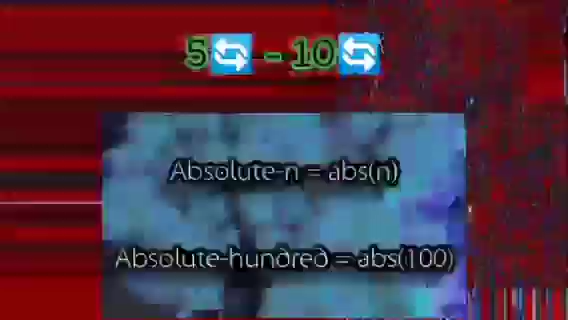 5🔄 - 10🔄
Absolute-n = abs(n)
Absolute-hundred = abs(100)